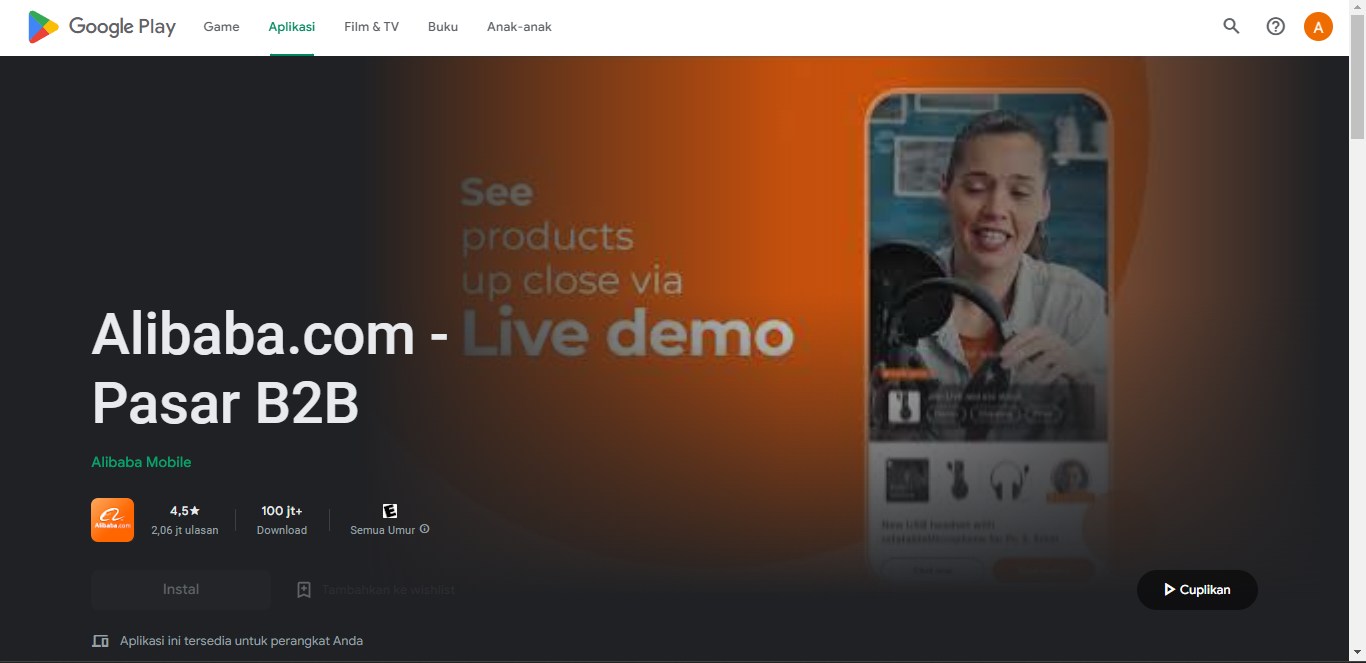 Google Play
Game
Aplikasi
Film & TV
Buku
Anak-anak
A
See
products
up close via
Live demo
Alibaba.com -
Pasar B2B
Alibaba Mobile
Alibaba.com
4,5★
2,06 jt ulasan
100 jt+
Download
E
Semua Umur
Instal
Tambahkan ke wishlist
Cuplikan
Aplikasi ini tersedia untuk perangkat Anda